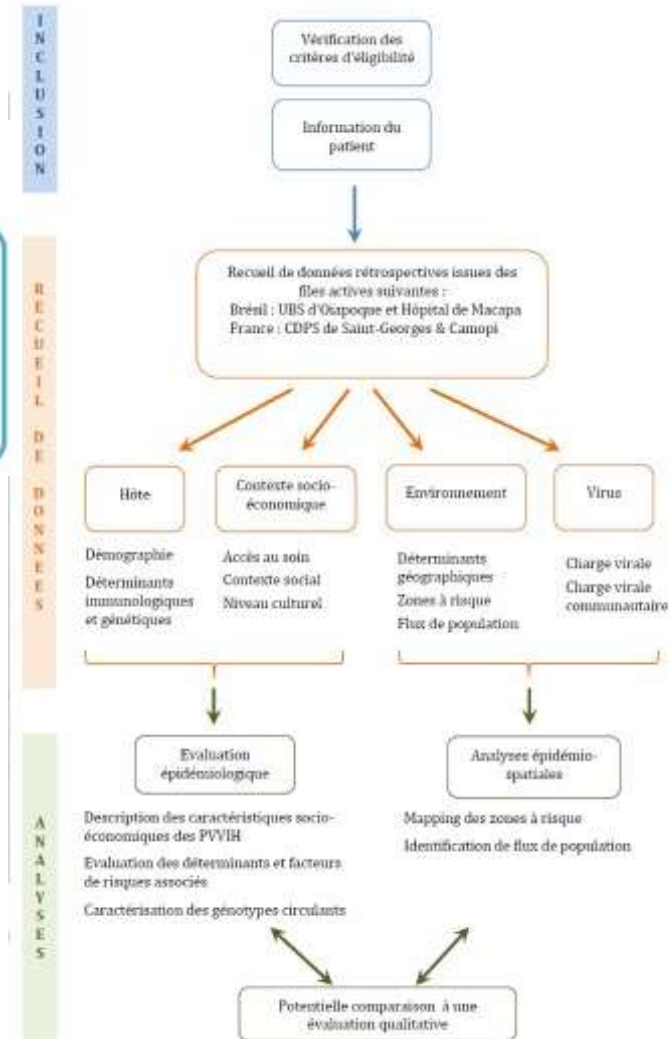 INCLUSION
Vérification des
critères d'éligibilité
Information du
patient
RECUEIL DE DONNEES
Recueil de données rétrospectives issues des
files actives suivantes :
Brésil : UBS d'Oiapoque et Hôpital de Macapa
France : CDPS de Saint-Georges & Camopi
Hôte
Démographie
Déterminants
immunologiques
et génétiques
Contexte socio-
économique
Accès au soin
Contexte social
Niveau culturel
Environnement
Déterminants
géographiques
Zones à risque
Flux de population
Virus
Charge virale
Charge virale
communautaire
ANALYSES
Evaluation
épidémiologique
Description des caractéristiques socio-
économiques des PVVIH
Evaluation des déterminants et facteurs
de risques associés
Caractérisation des génotypes circulants
Analyses épidémio-
spatiales
Mapping des zones à risque
Identification de flux de population
Potentielle comparaison à une
évaluation qualitative